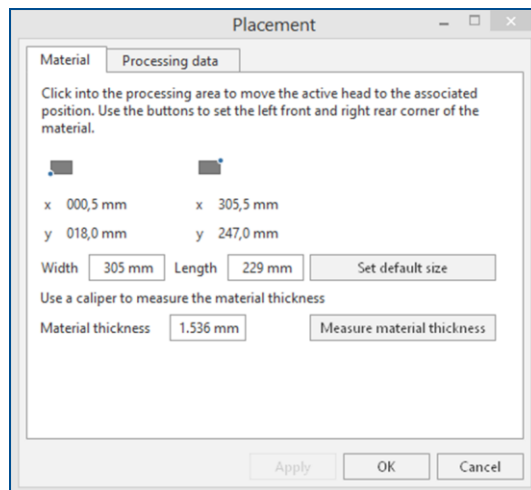 Placement
Material Processing data
Click into the processing area to move the active head to the associated
position. Use the buttons to set the left front and right rear corner of the
material.
x 000,5 mm x 305,5 mm
y 018,0 mm y 247,0 mm
Width 305 mm Length 229 mm Set default size
Use a caliper to measure the material thickness
Material thickness 1.536 mm Measure material thickness
Apply OK Cancel